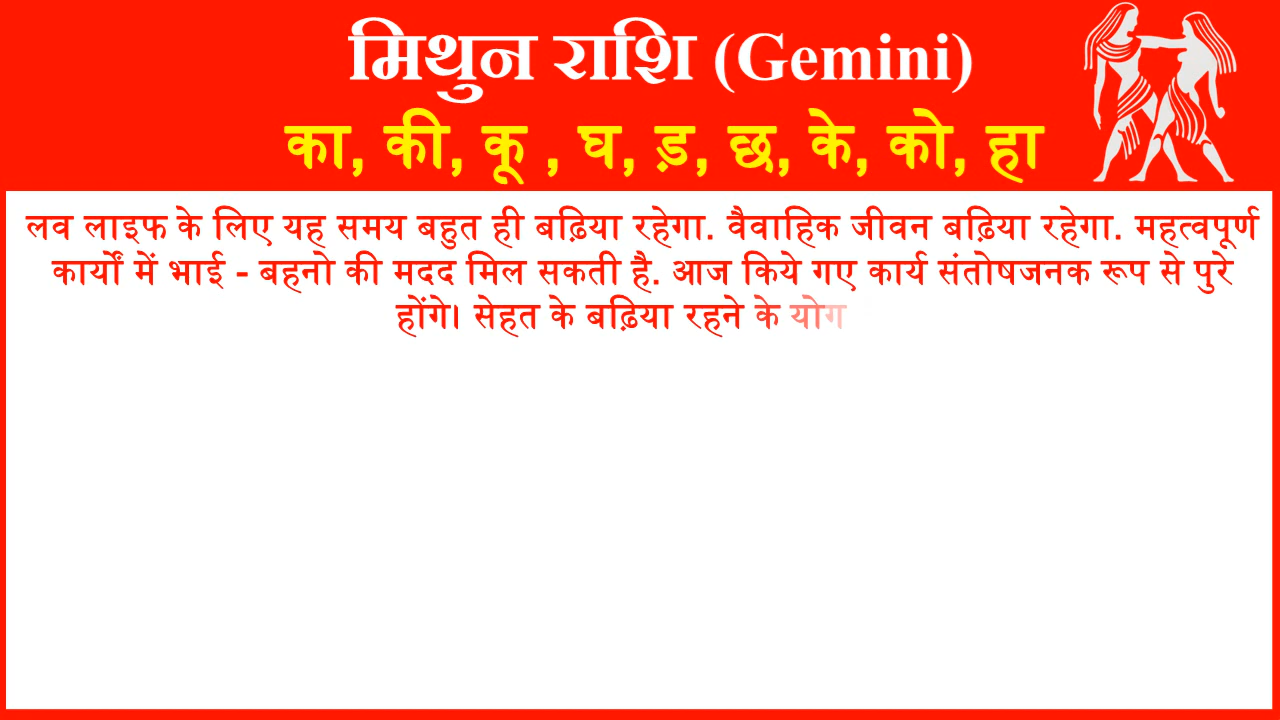 मिथुन राशि (Gemini)
का, की, कू , घ, ड़, छ, के, को, हा
लव लाइफ के लिए यह समय बहुत ही बढ़िया रहेगा. वैवाहिक जीवन बढ़िया रहेगा. महत्वपूर्ण
कार्यों में भाई - बहनो की मदद मिल सकती है. आज किये गए कार्य संतोषजनक रूप से पुरे
होंगे। सेहत के बढ़िया रहने के योग